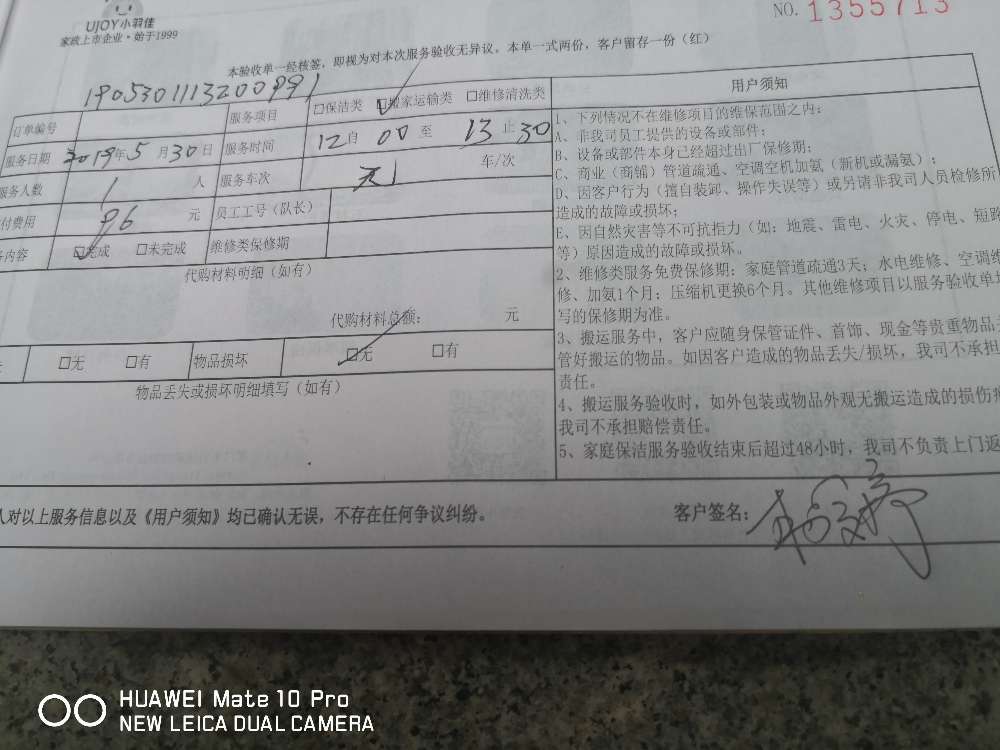 UJOY小羽佳
家政上市企业·始于1999
NO. 1355713
本验收单一经核签，即视为对本次服务验收无异议。本单一式两份，客户留存一份（红）
订单编号 1905301113200991 服务项目 □保洁类 □搬家运输类 □维修清洗类
服务日期 2019年5月30日 服务时间 12自00至13止30
服务人数 1 人 服务车次 车/次
付费用 96 元 员工工号（队长）
务内容 □完成 □未完成 维修类保修期
代购材料明细（如有）
代购材料总额： 元
□无 □有 物品损坏 □无 □有
物品丢失或损坏明细填写（如有）
用户须知
1、下列情况不在维修项目的维保范围之内：
A、非我司员工提供的设备或部件；
B、设备或部件本身已经超过出厂保修期；
C、商业（商铺）管道疏通、空调空机加氨（新机或漏氨）；
D、因客户行为（擅自装卸、操作失误等）或另请非我司人员检修所
造成的故障或损坏；
E、因自然灾害等不可抗拒力（如：地震、雷电、火灾、停电、短路
等）原因造成的故障或损坏。
2、维修类服务免费保修期：家庭管道疏通3天；水电维修、空调维
修、加氨1个月；压缩机更换6个月。其他维修项目以服务验收单填
写的保修期为准。
3、搬运服务中，客户应随身保管证件、首饰、现金等贵重物品
管好搬运的物品。如因客户造成的物品丢失/损坏，我司不承担
责任。
4、搬运服务验收时，如外包装或物品外观无搬运造成的损伤
我司不承担赔偿责任。
5、家庭保洁服务验收结束后超过48小时，我司不负责上门返
人对以上服务信息以及《用户须知》均已确认无误，不存在任何争议纠纷。
客户签名：
HUAWEI Mate 10 Pro
NEW LEICA DUAL CAMERA